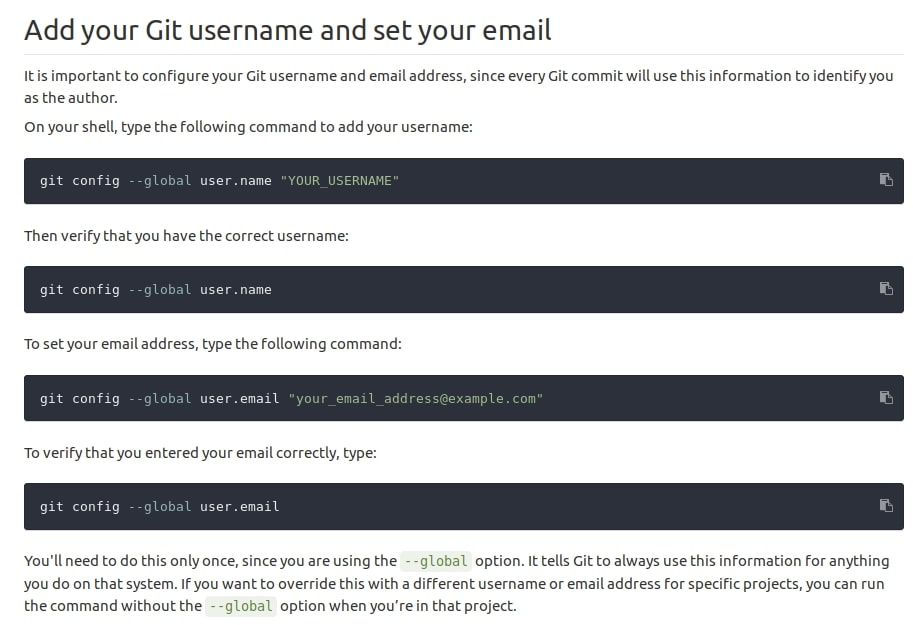 Add your Git username and set your email
It is important to configure your Git username and email address, since every Git commit will use this information to identify you
as the author.
On your shell, type the following command to add your username:
git config --global user.name "YOUR_USERNAME"
Then verify that you have the correct username:
git config --global user.name
To set your email address, type the following command:
git config --global user.email "your_email_address@example.com"
To verify that you entered your email correctly, type:
git config --global user.email
You'll need to do this only once, since you are using the --global option. It tells Git to always use this information for anything
you do on that system. If you want to override this with a different username or email address for specific projects, you can run
the command without the --global option when you’re in that project.